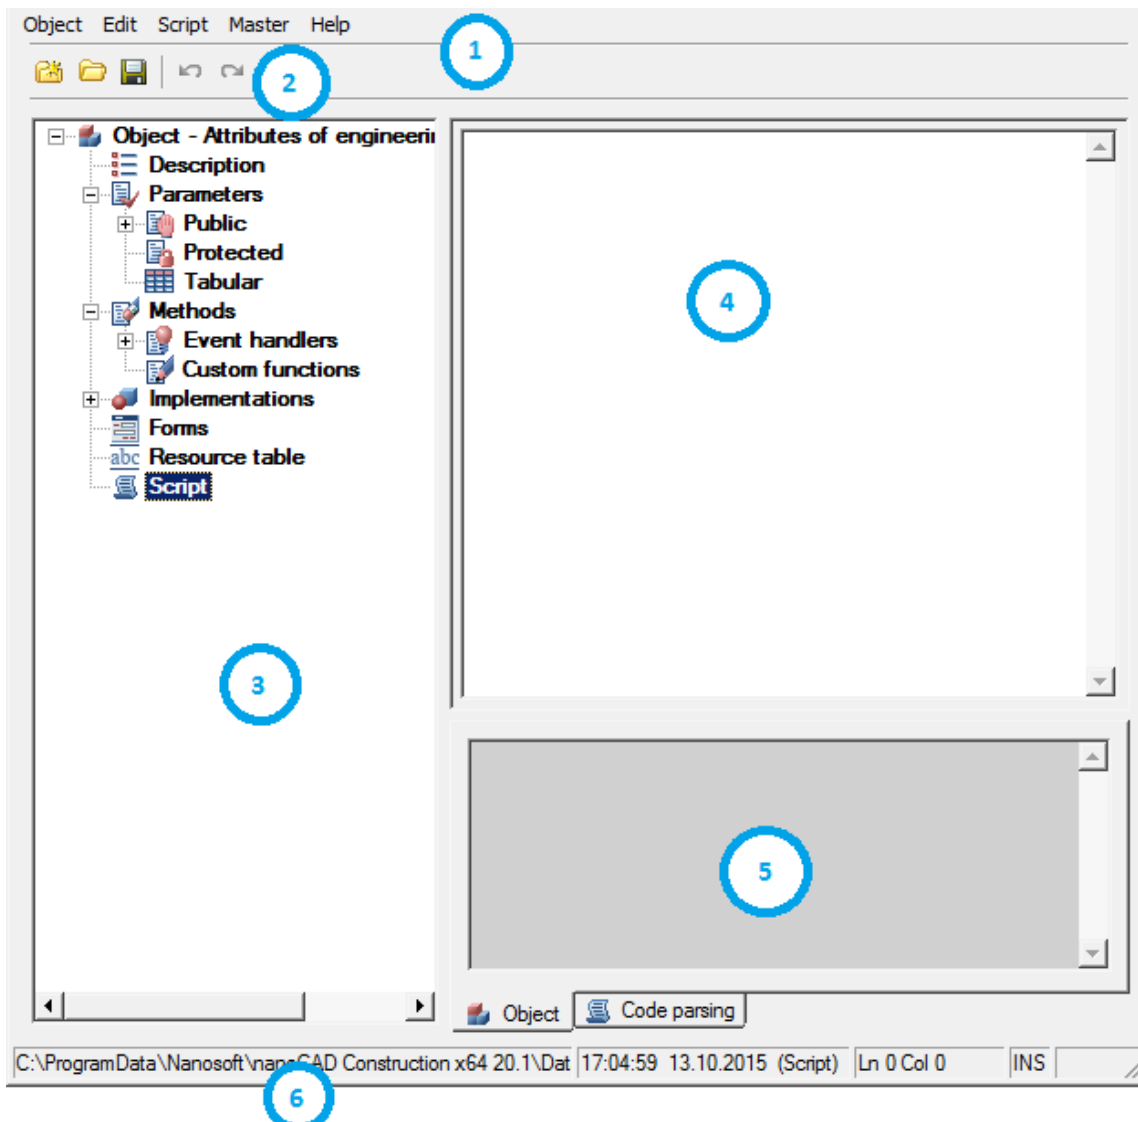 Object Edit Script Master Help
1
2
Object - Attributes of engineerin
Description
Parameters
Public
Protected
Tabular
Methods
Event handlers
Custom functions
Implementations
Forms
abc Resource table
Script
3
4
5
Object Code parsing
C:\ProgramData\Nanosoft\nanoCAD Construction x64 20.1\Dat 17:04:59 13.10.2015 (Script) Ln 0 Col 0 INS
6